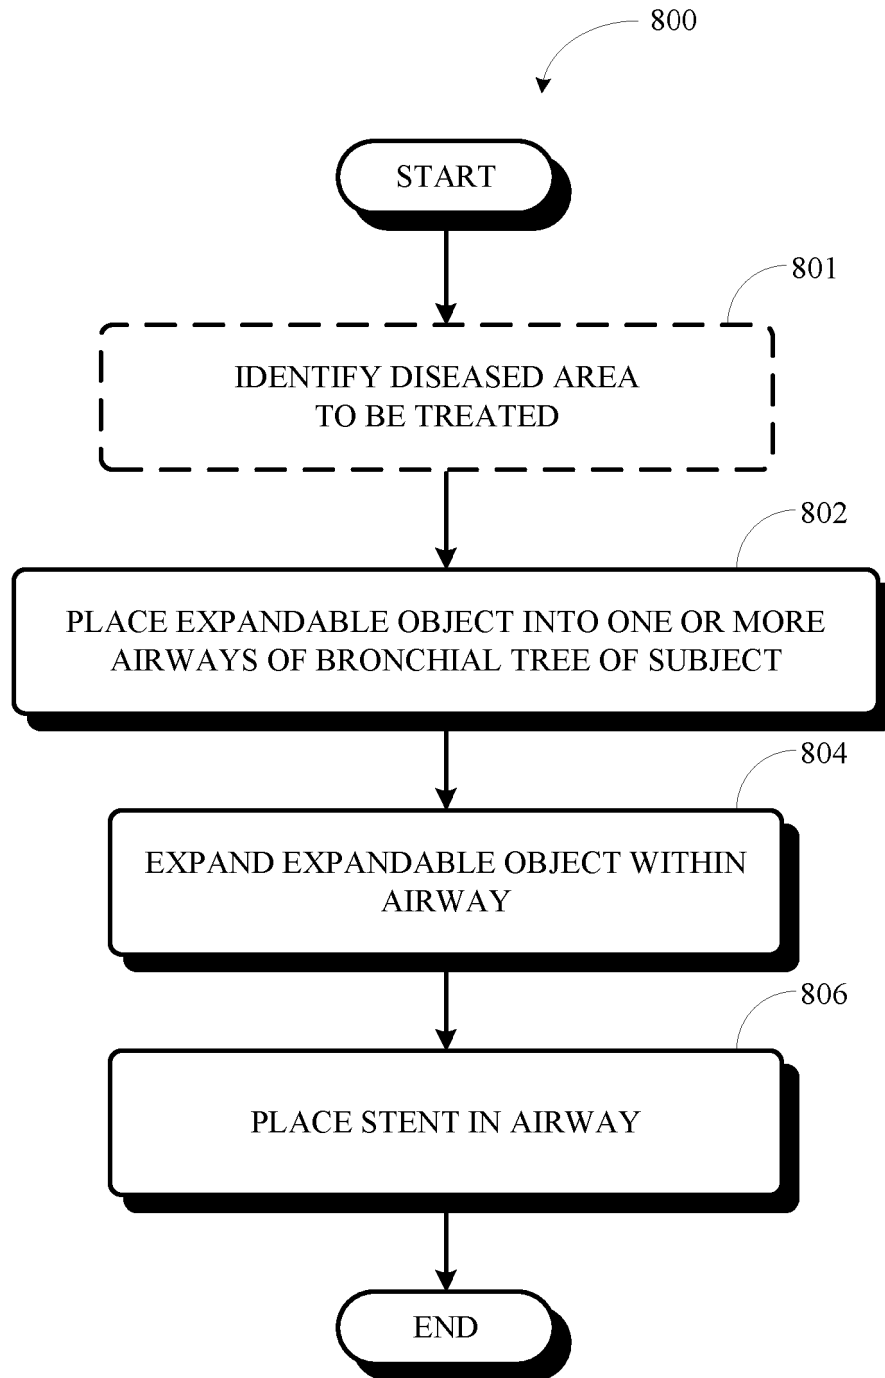 800
START
801
IDENTIFY DISEASED AREA
TO BE TREATED
802
PLACE EXPANDABLE OBJECT INTO ONE OR MORE
AIRWAYS OF BRONCHIAL TREE OF SUBJECT
804
EXPAND EXPANDABLE OBJECT WITHIN
AIRWAY
806
PLACE STENT IN AIRWAY
END